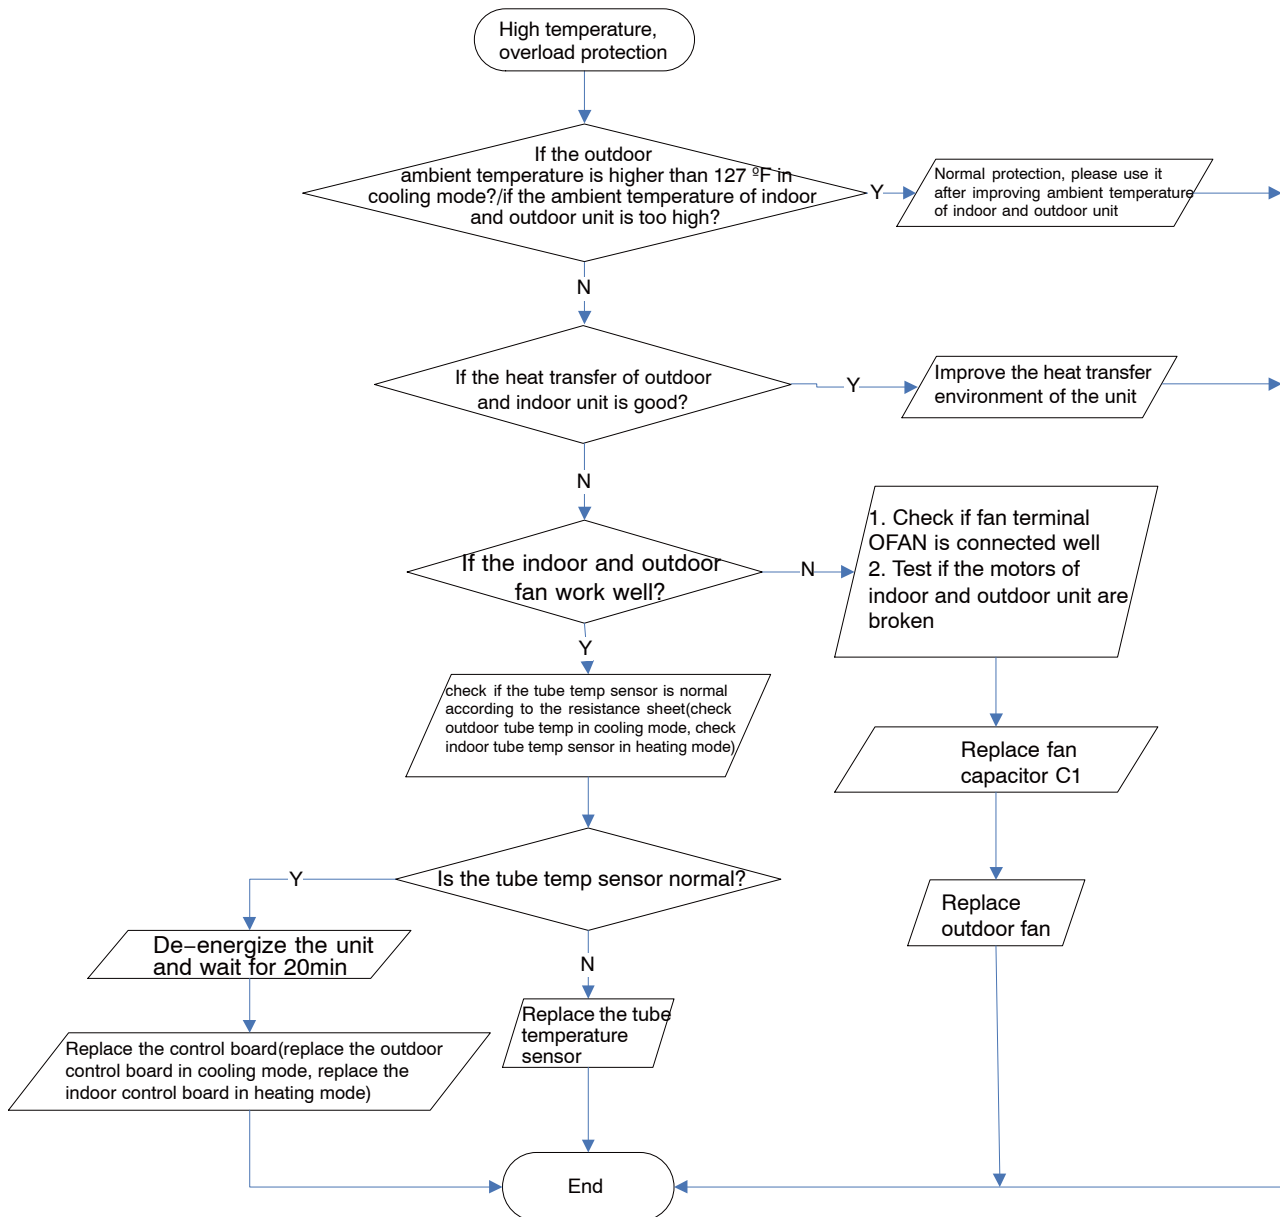 High temperature,
overload protection
If the outdoor
ambient temperature is higher than 127 ºF in
cooling mode?/if the ambient temperature of indoor
and outdoor unit is too high?
Y
Normal protection, please use it
after improving ambient temperature
of indoor and outdoor unit
N
If the heat transfer of outdoor
and indoor unit is good?
Y
Improve the heat transfer
environment of the unit
N
If the indoor and outdoor
fan work well?
N
1. Check if fan terminal
OFAN is connected well
2. Test if the motors of
indoor and outdoor unit are
broken
Y
check if the tube temp sensor is normal
according to the resistance sheet(check
outdoor tube temp in cooling mode, check
indoor tube temp sensor in heating mode)
Replace fan
capacitor C1
Is the tube temp sensor normal?
Y
Replace
outdoor fan
De-energize the unit
and wait for 20min
N
Replace the tube
temperature
sensor
Replace the control board(replace the outdoor
control board in cooling mode, replace the
indoor control board in heating mode)
End